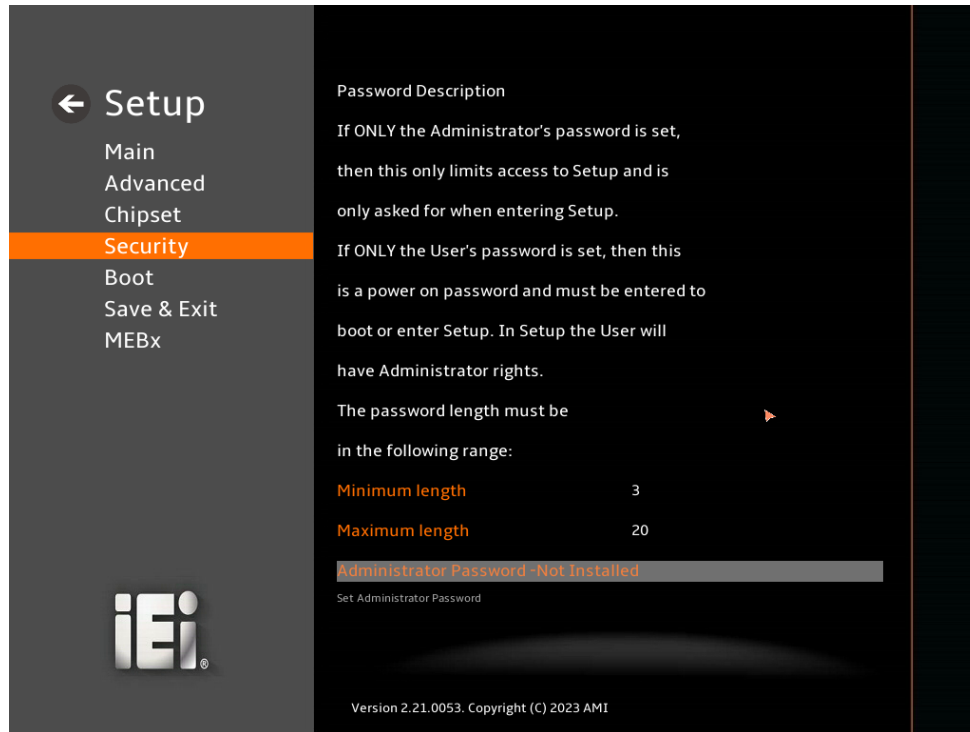 Setup
Main
Advanced
Chipset
Security
Boot
Save & Exit
MEBx
iEi®
Password Description
If ONLY the Administrator's password is set,
then this only limits access to Setup and is
only asked for when entering Setup.
If ONLY the User's password is set, then this
is a power on password and must be entered to
boot or enter Setup. In Setup the User will
have Administrator rights.
The password length must be
in the following range:
Minimum length 3
Maximum length 20
Administrator Password -Not Installed
Set Administrator Password
Version 2.21.0053. Copyright (C) 2023 AMI